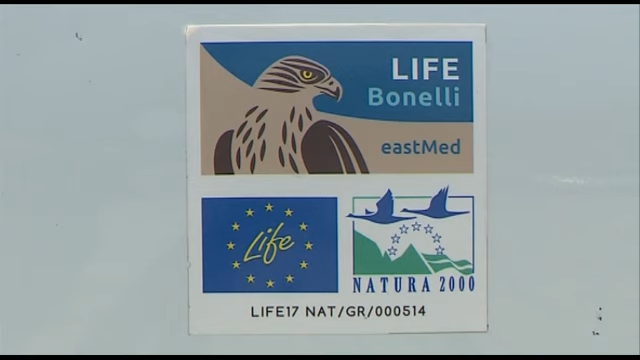 LIFE
Bonelli
eastMed
Life
NATURA 2000
LIFE17 NAT/GR/000514